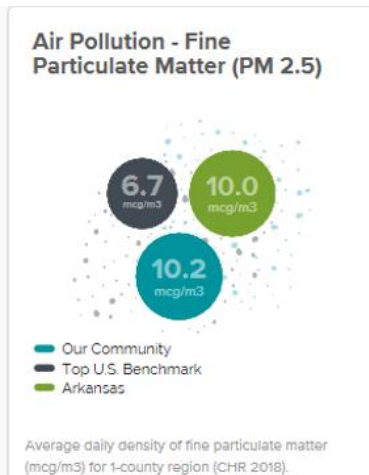 Air Pollution - Fine
Particulate Matter (PM 2.5)
6.7
mcg/m3
10.0
mcg/m3
10.2
mcg/m3
Our Community
Top U.S. Benchmark
Arkansas
Average daily density of fine particulate matter
(mcg/m3) for 1-county region (CHR 2018).